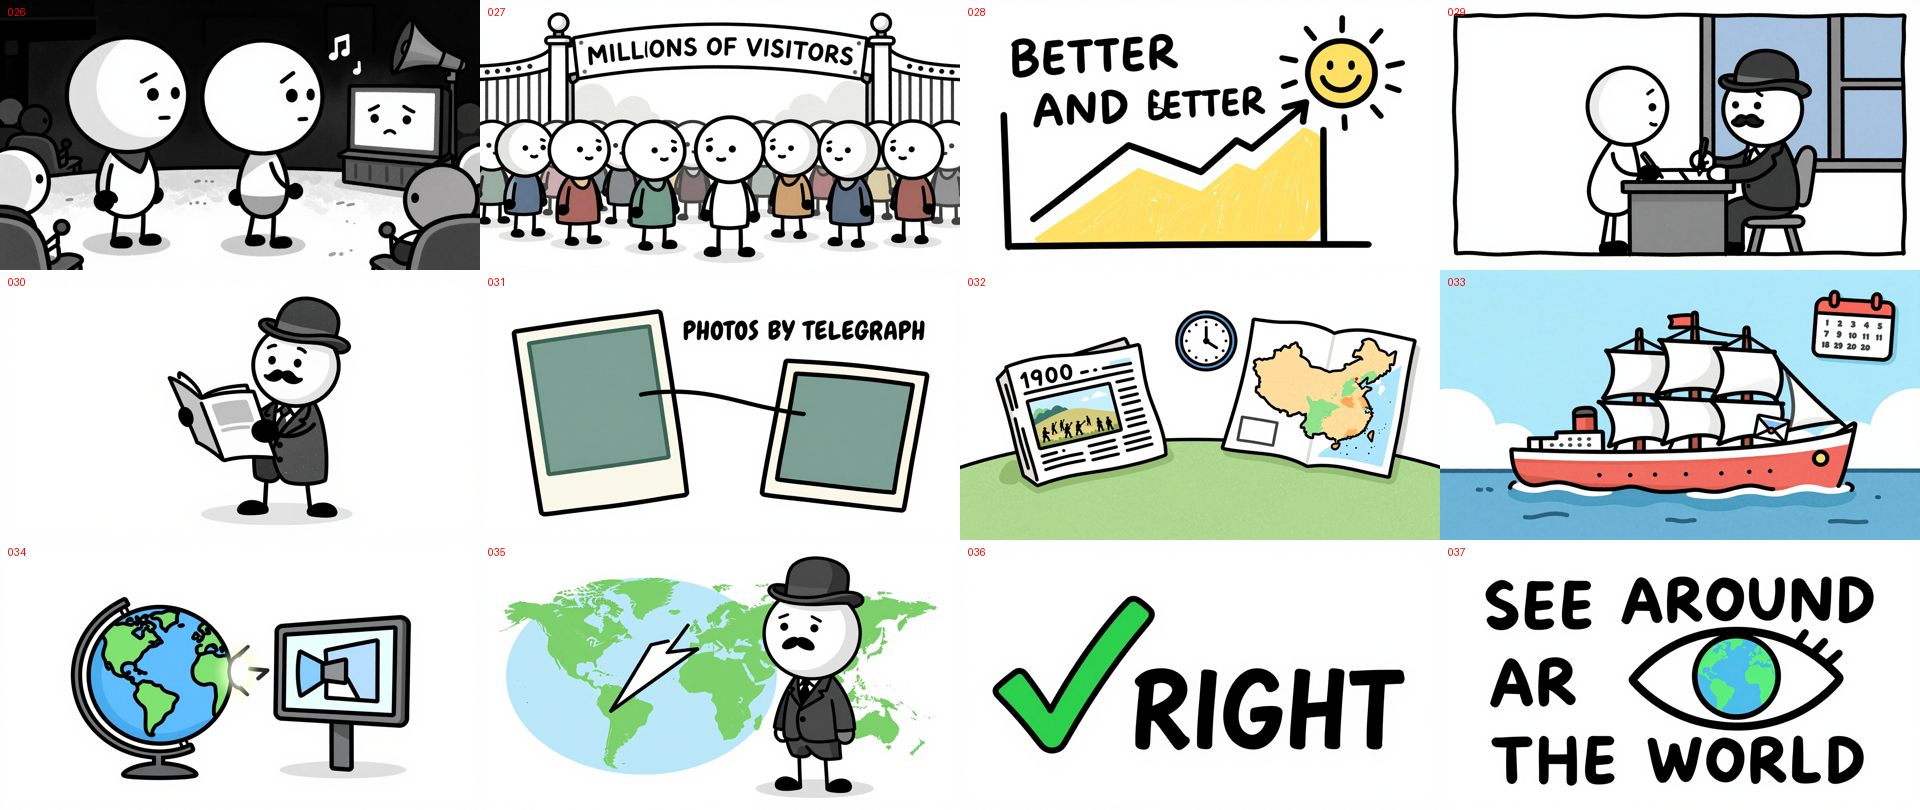 026
027
MILLIONS OF VISITORS
028
BETTER
AND BETTER
029
030
031
PHOTOS BY TELEGRAPH
032
1900
033
1 2 3 4 5
7 9 10 11 11
18 29 20 20
034
035
036
RIGHT
037
SEE AROUND
AR
THE WORLD